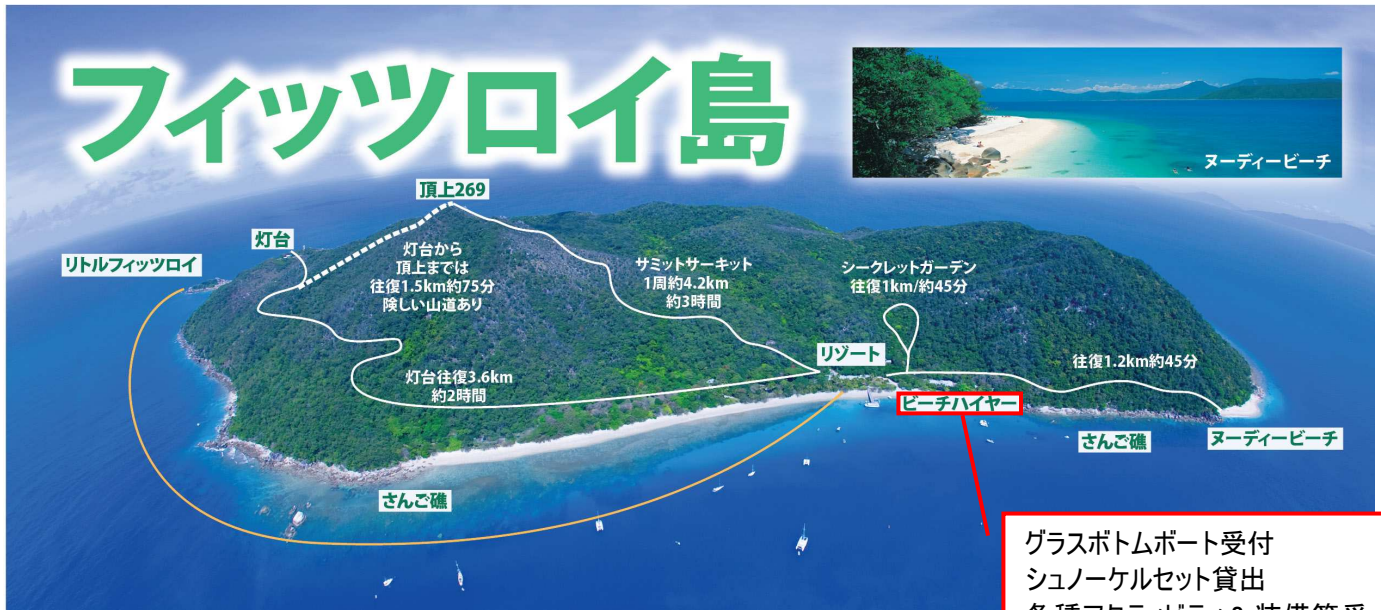 フィッツロイ島
ヌーディービーチ
頂上269
灯台
リトルフィッツロイ
灯台から
頂上までは
往復1.5km約75分
険しい山道あり
サミットサーキット
1周約4.2km
約3時間
シークレットガーデン
往復1km/約45分
リゾート
往復1.2km約45分
灯台往復3.6km
約2時間
ビーチハイヤー
さんご礁
ヌーディービーチ
さんご礁
グラスボトムボート受付
シュノーケルセット貸出